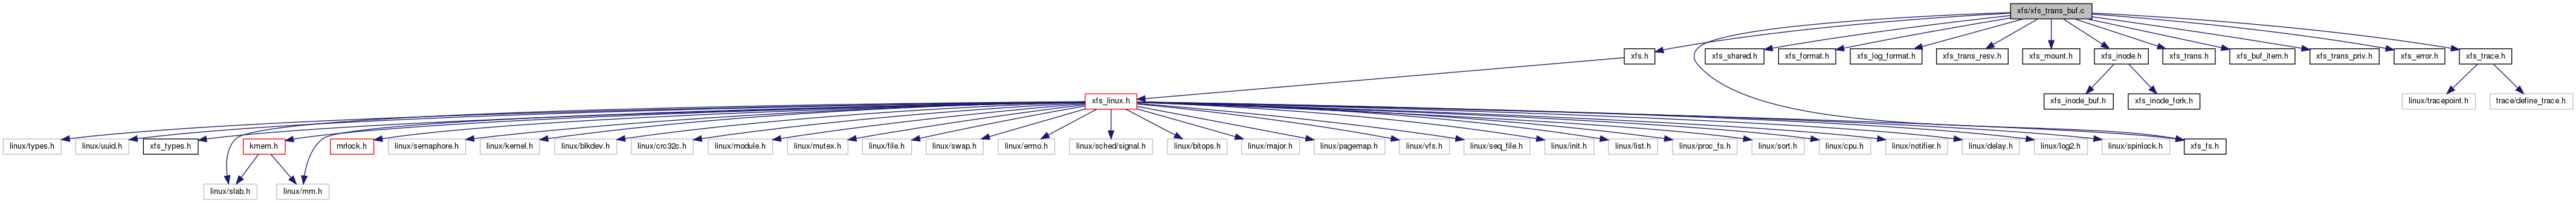 xfs/xfs_trans_buf.c
xfs.h
xfs_shared.h
xfs_format.h
xfs_log_format.h
xfs_trans_resv.h
xfs_mount.h
xfs_inode.h
xfs_trans.h
xfs_buf_item.h
xfs_trans_priv.h
xfs_error.h
xfs_trace.h
xfs_linux.h
xfs_inode_buf.h
xfs_inode_fork.h
linux/tracepoint.h
trace/define_trace.h
linux/types.h
linux/uuid.h
xfs_types.h
kmem.h
mrlock.h
linux/semaphore.h
linux/kernel.h
linux/blkdev.h
linux/crc32c.h
linux/module.h
linux/mutex.h
linux/file.h
linux/swap.h
linux/errno.h
linux/sched/signal.h
linux/bitops.h
linux/major.h
linux/pagemap.h
linux/vfs.h
linux/seq_file.h
linux/init.h
linux/list.h
linux/proc_fs.h
linux/sort.h
linux/cpu.h
linux/notifier.h
linux/delay.h
linux/log2.h
linux/spinlock.h
xfs_fs.h
linux/slab.h
linux/mm.h